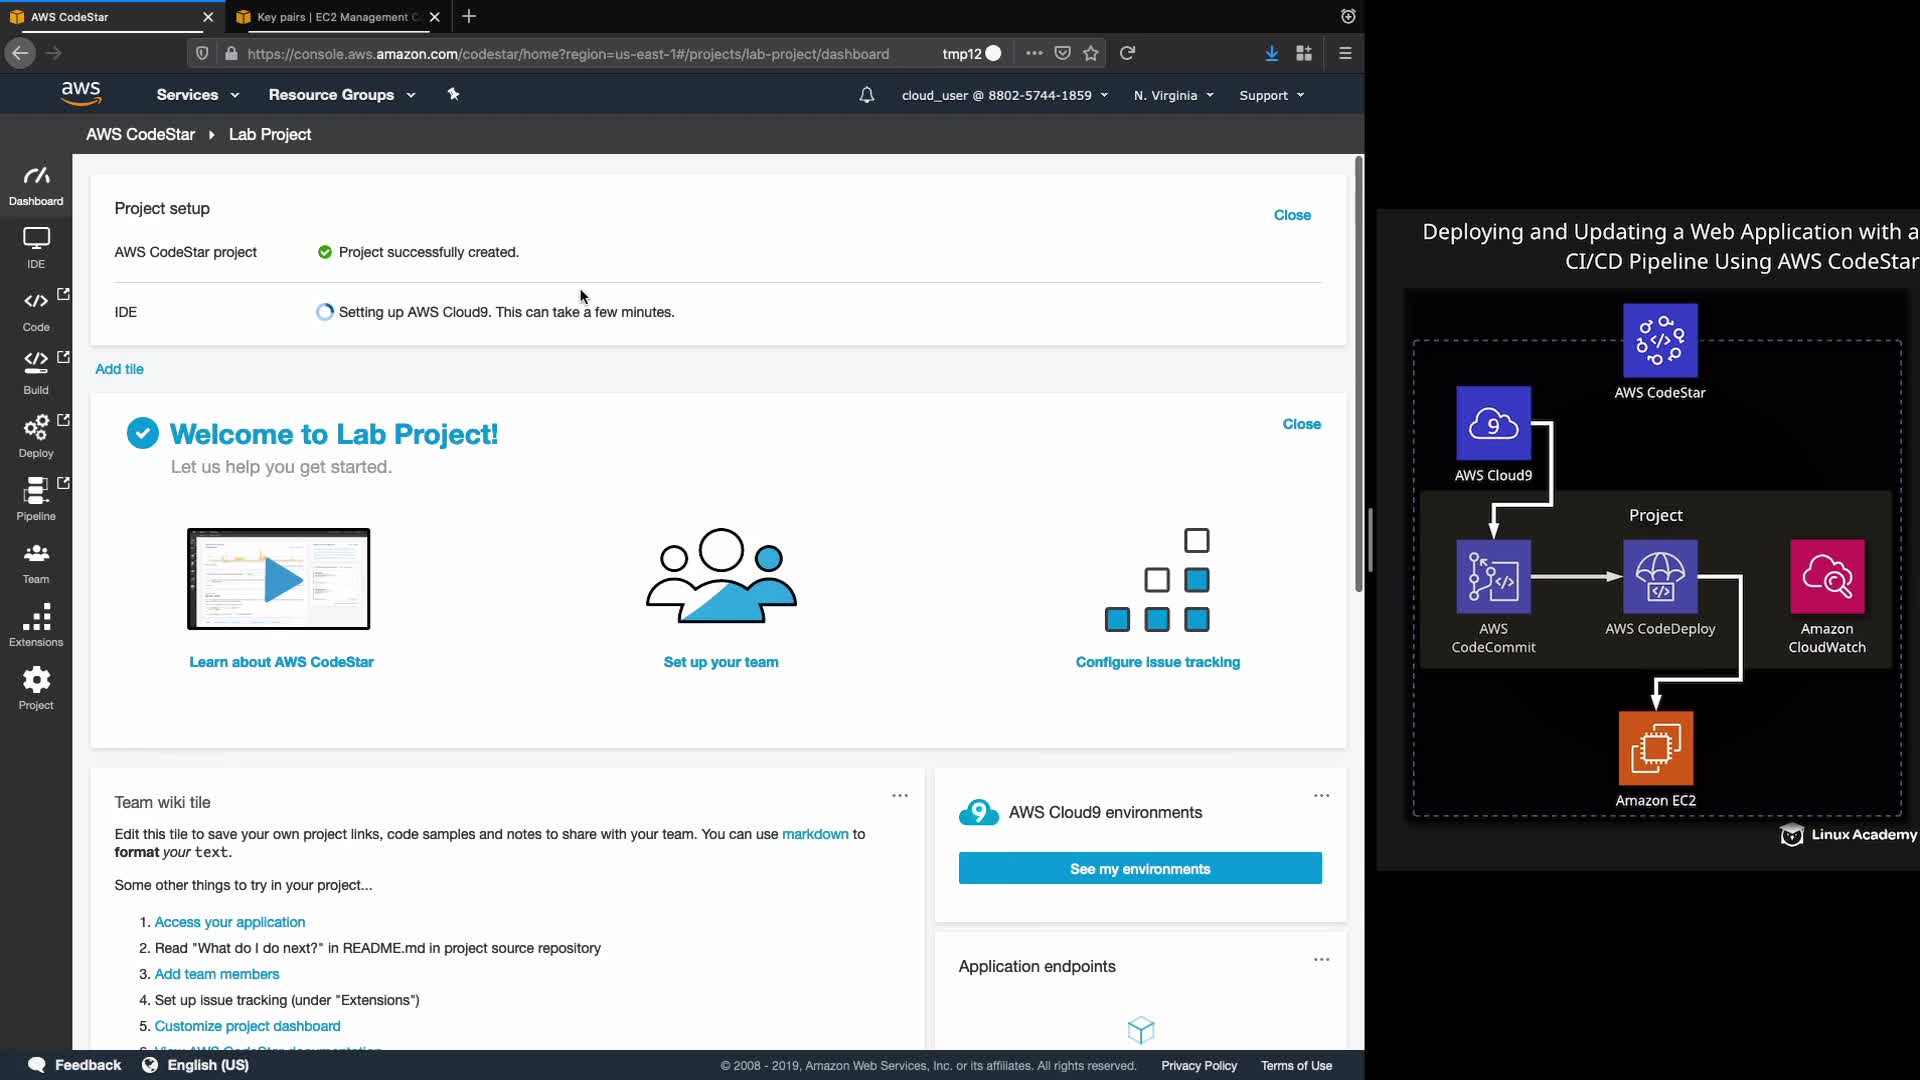 AWS CodeStar
Key pairs | EC2 Management C
https://console.aws.amazon.com/codestar/home?region=us-east-1#/projects/lab-project/dashboard
tmp12
aws
Services
Resource Groups
cloud_user @ 8802-5744-1859
N. Virginia
Support
AWS CodeStar
Lab Project
Dashboard
IDE
Code
Build
Deploy
Pipeline
Team
Extensions
Project
Project setup
Close
AWS CodeStar project
Project successfully created.
IDE
Setting up AWS Cloud9. This can take a few minutes.
Add tile
Welcome to Lab Project!
Close
Let us help you get started.
Learn about AWS CodeStar
Set up your team
Configure issue tracking
Team wiki tile
Edit this tile to save your own project links, code samples and notes to share with your team. You can use markdown to
format your text.
Some other things to try in your project...
1. Access your application
2. Read "What do I do next?" in README.md in project source repository
3. Add team members
4. Set up issue tracking (under "Extensions")
5. Customize project dashboard
9
AWS Cloud9 environments
See my environments
Application endpoints
Feedback
English (US)
© 2008 - 2019, Amazon Web Services, Inc. or its affiliates. All rights reserved.
Privacy Policy
Terms of Use
Deploying and Updating a Web Application with a
CI/CD Pipeline Using AWS CodeStar
AWS CodeStar
9
AWS Cloud9
Project
AWS
CodeCommit
AWS CodeDeploy
Amazon
CloudWatch
Amazon EC2
Linux Academy